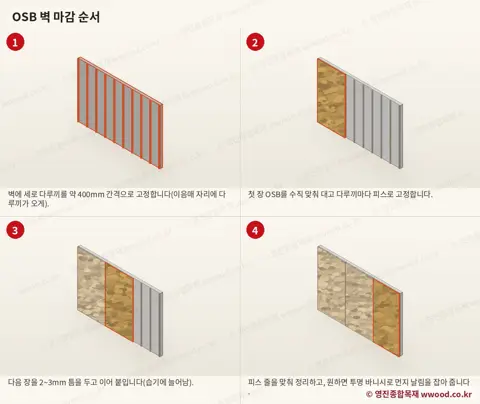 OSB 벽 마감 순서
1
벽에 세로 다루끼를 약 400mm 간격으로 고정합니다(이음매 자리에 다
루끼가 오게).
2
첫 장 OSB를 수직 맞춰 대고 다루끼마다 피스로 고정합니다.
3
다음 장을 2~3mm 틈을 두고 이어 붙입니다(습기에 늘어남).
4
피스 줄을 맞춰 정리하고, 원하면 투명 바니시로 먼지 날림을 잡아 줍니다
.
© 영진종합목재 wwood.co.kr